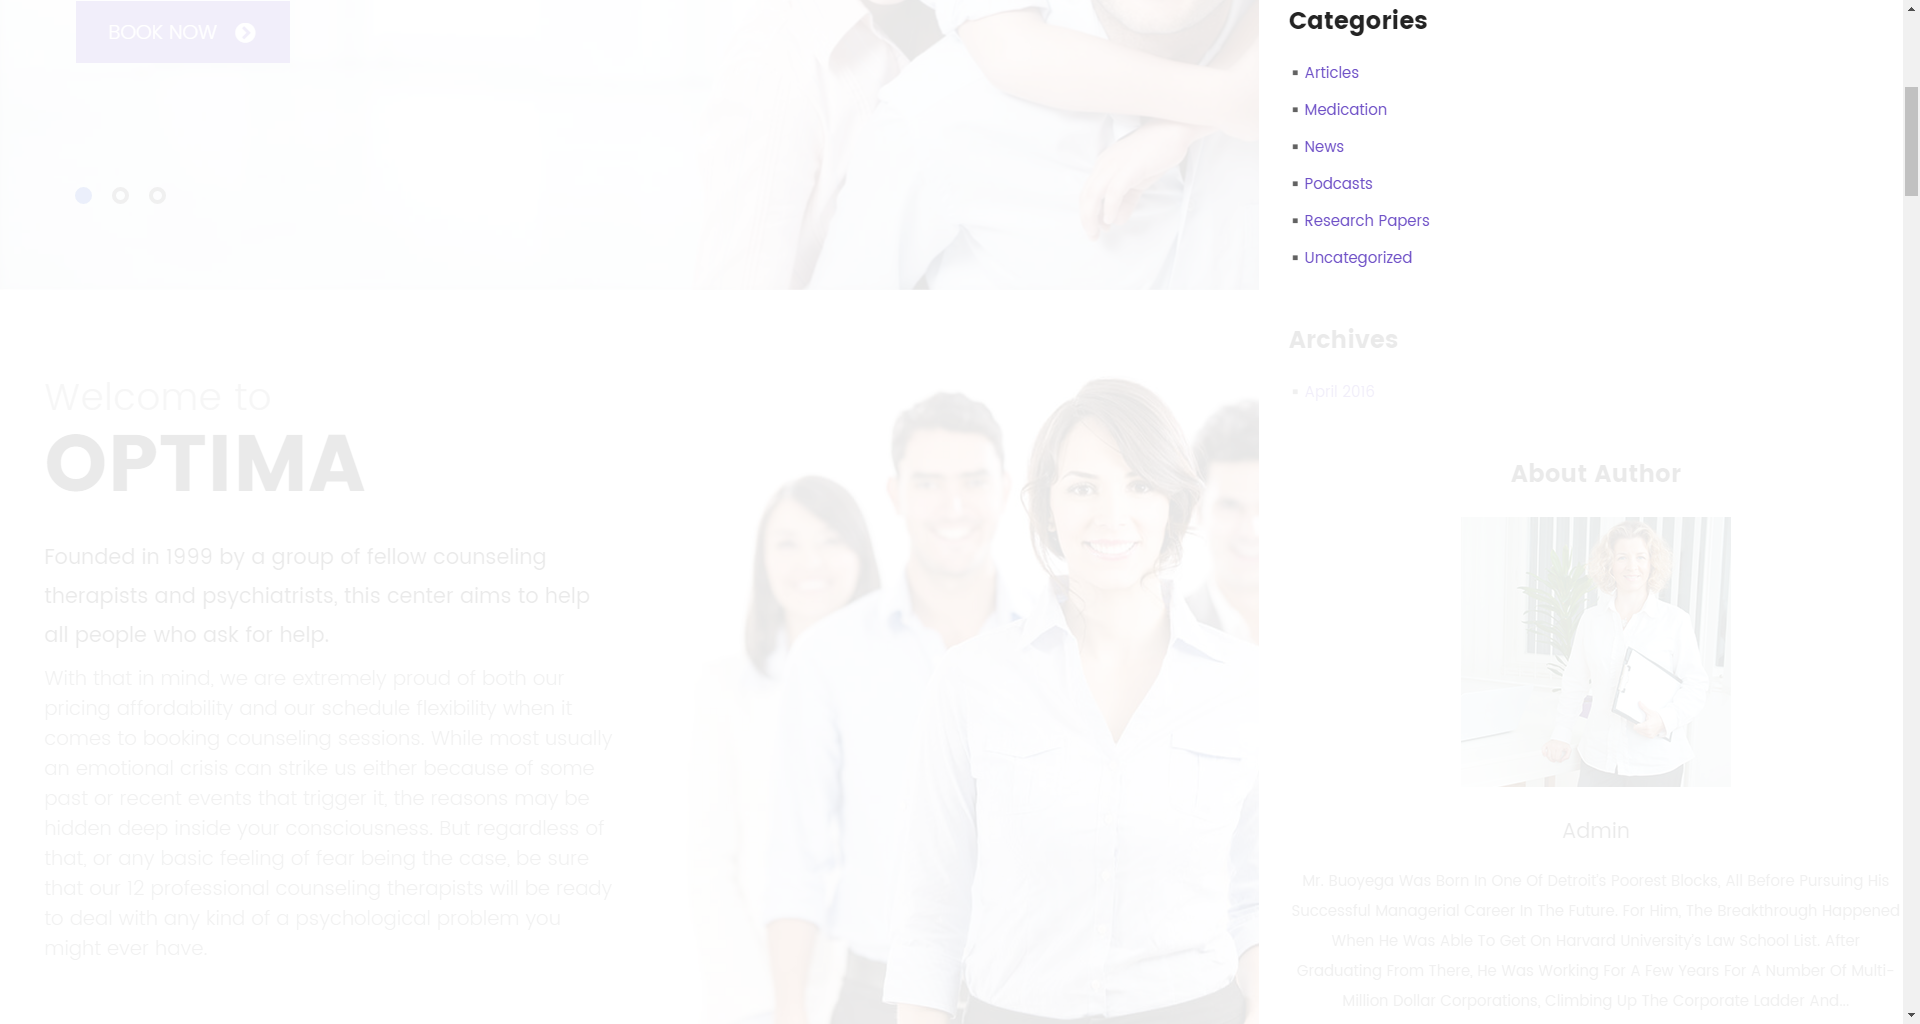 BOOK NOW
Welcome to
OPTIMA
Founded in 1999 by a group of fellow counseling
therapists and psychiatrists, this center aims to help
all people who ask for help.
With that in mind, we are extremely proud of both our
pricing affordability and our schedule flexibility when it
comes to booking counseling sessions. While most usually
an emotional crisis can strike us either because of some
past or recent events that trigger it, the reasons may be
hidden deep inside your consciousness. But regardless of
that, or any basic feeling of fear being the case, be sure
that our 12 professional counseling therapists will be ready
to deal with any kind of a psychological problem you
might ever have.
Categories
Articles
Medication
News
Podcasts
Research Papers
Uncategorized
Archives
April 2016
About Author
Admin
Mr. Buoyega Was Born In One Of Detroit's Poorest Blocks, All Before Pursuing His
Successful Managerial Career In The Future. For Him, The Breakthrough Happened
When He Was Able To Get On Harvard University's Law School List. After
Graduating From There, He Was Working For A Few Years For A Number Of Multi-
Million Dollar Corporations, Climbing Up The Corporate Ladder And...